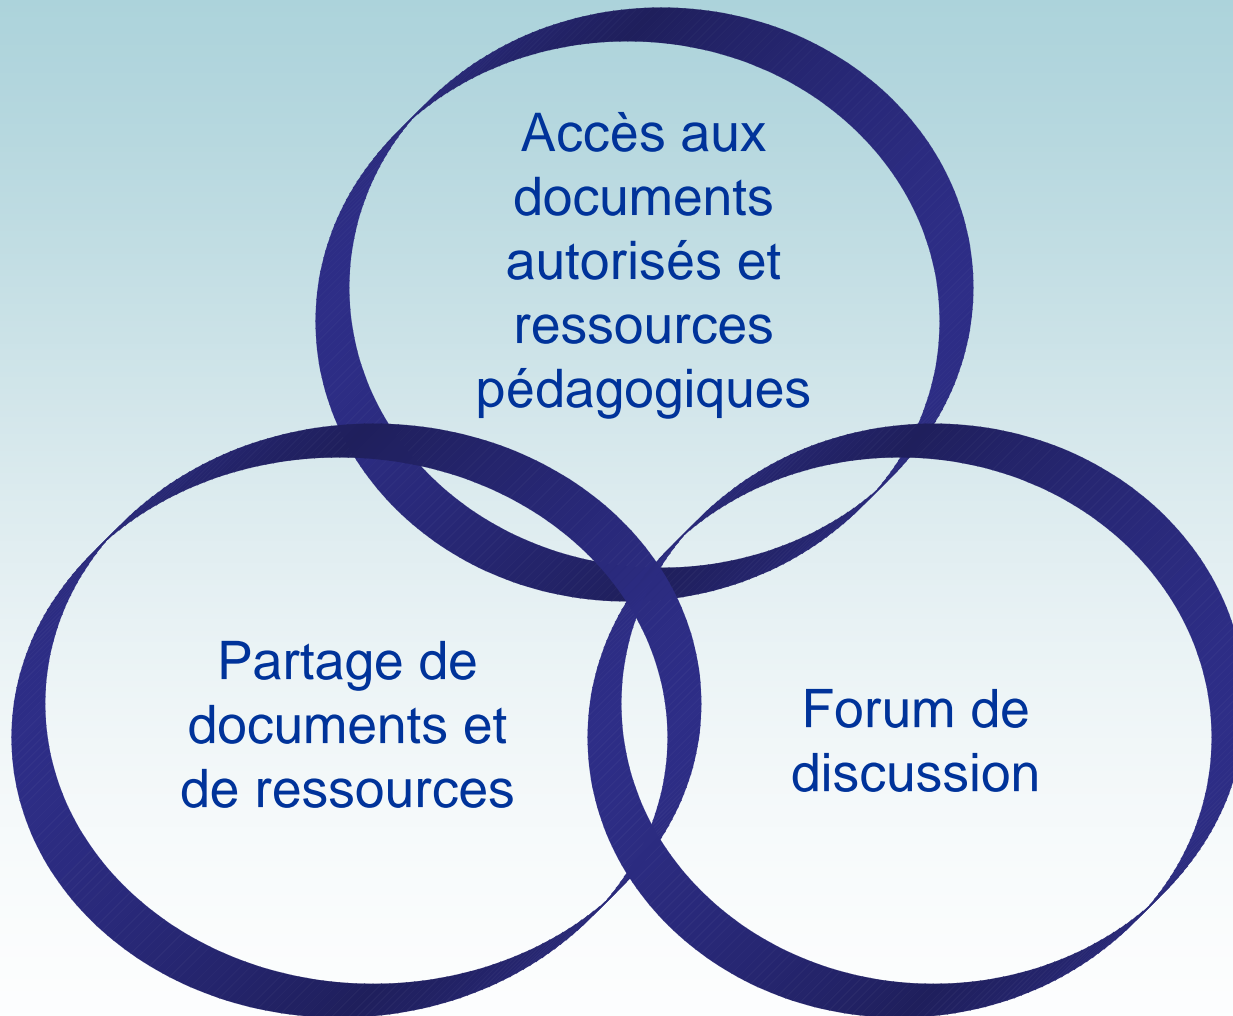 Accès aux
documents
autorisés et
ressources
pédagogiques
Partage de
documents et
de ressources
Forum de
discussion